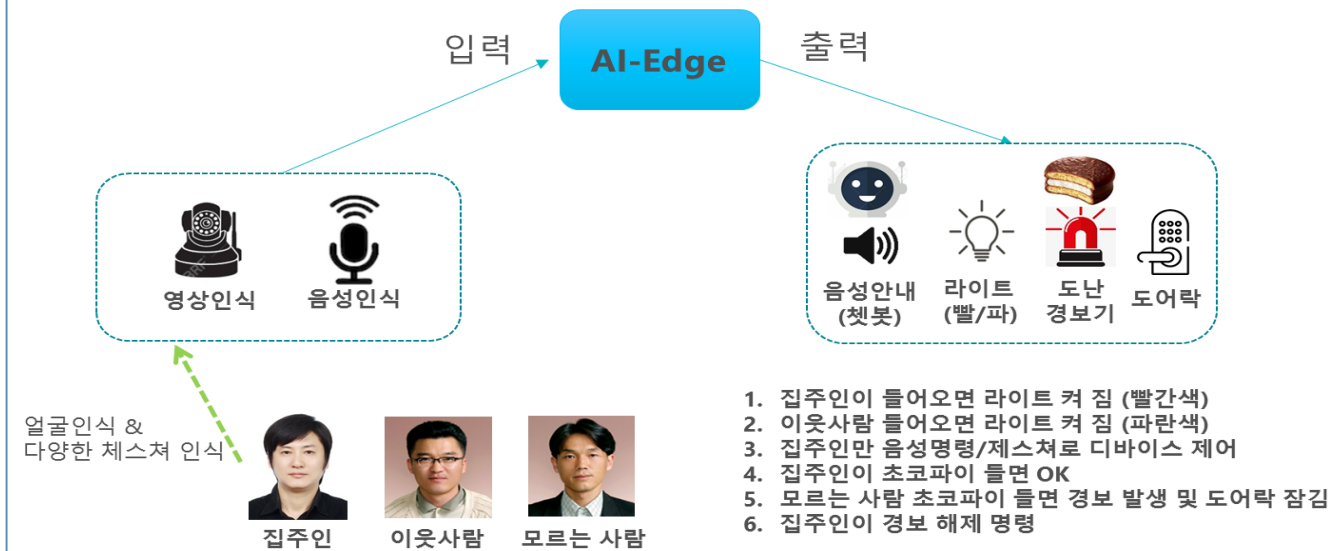 입력
AI-Edge
출력
영상인식
음성인식
음성안내
(쳇봇)
라이트
(빨/파)
도난
경보기
도어락
얼굴인식 &
다양한 체스쳐 인식
집주인
이웃사람
모르는 사람
1. 집주인이 들어오면 라이트 켜 짐 (빨간색)
2. 이웃사람 들어오면 라이트 켜 짐 (파란색)
3. 집주인만 음성명령/제스쳐로 디바이스 제어
4. 집주인이 초코파이 들면 OK
5. 모르는 사람 초코파이 들면 경보 발생 및 도어락 잠김
6. 집주인이 경보 해제 명령